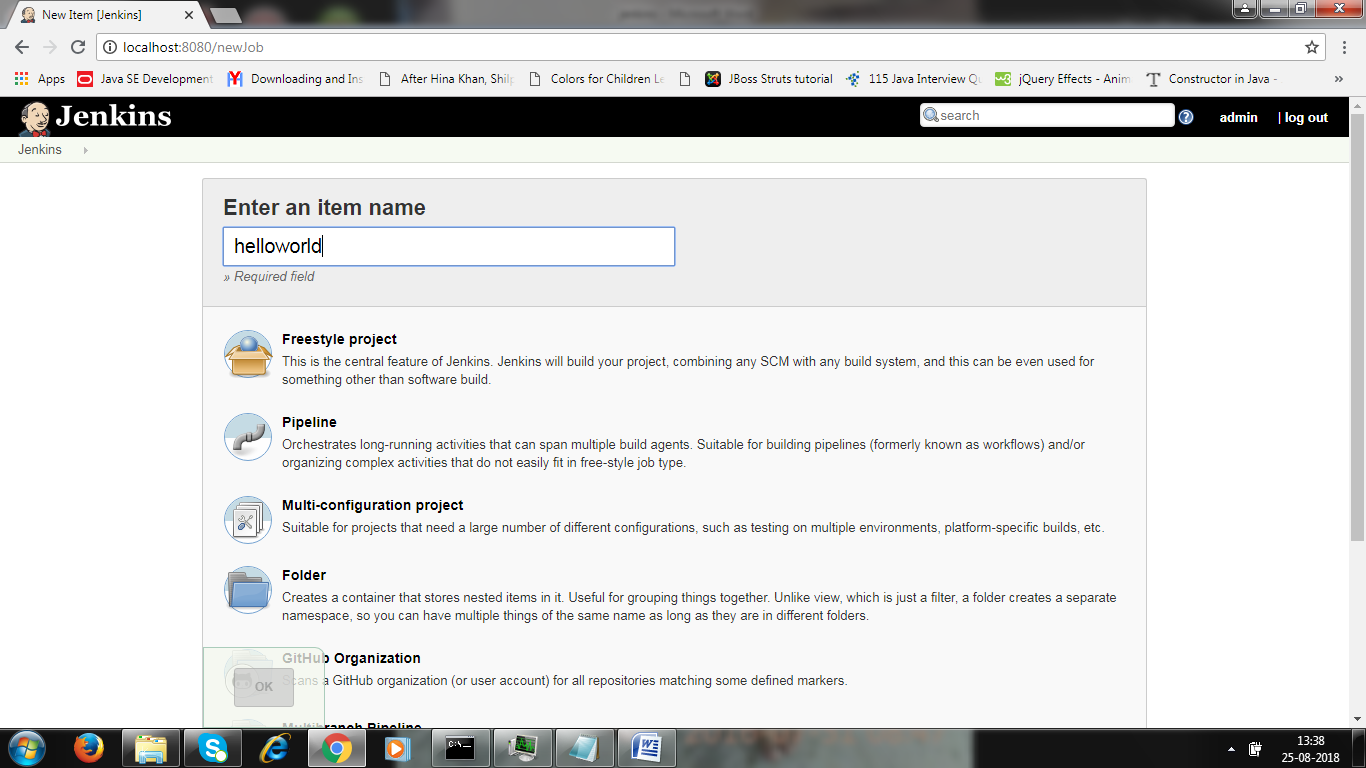 New Item [Jenkins]
localhost:8080/newJob
Apps Java SE Development Downloading and Ins After Hina Khan, Shilp Colors for Children Le JBoss Struts tutorial 115 Java Interview Qu jQuery Effects - Anim Constructor in Java - »
Jenkins search ? admin | log out
Jenkins
Enter an item name
helloworld
» Required field
Freestyle project
This is the central feature of Jenkins. Jenkins will build your project, combining any SCM with any build system, and this can be even used for
something other than software build.
Pipeline
Orchestrates long-running activities that can span multiple build agents. Suitable for building pipelines (formerly known as workflows) and/or
organizing complex activities that do not easily fit in free-style job type.
Multi-configuration project
Suitable for projects that need a large number of different configurations, such as testing on multiple environments, platform-specific builds, etc.
Folder
Creates a container that stores nested items in it. Useful for grouping things together. Unlike view, which is just a filter, a folder creates a separate
namespace, so you can have multiple things of the same name as long as they are in different folders.
GitHub Organization
Scans a GitHub organization (or user account) for all repositories matching some defined markers.
OK
Multibranch Pipeline
13:38
25-08-2018